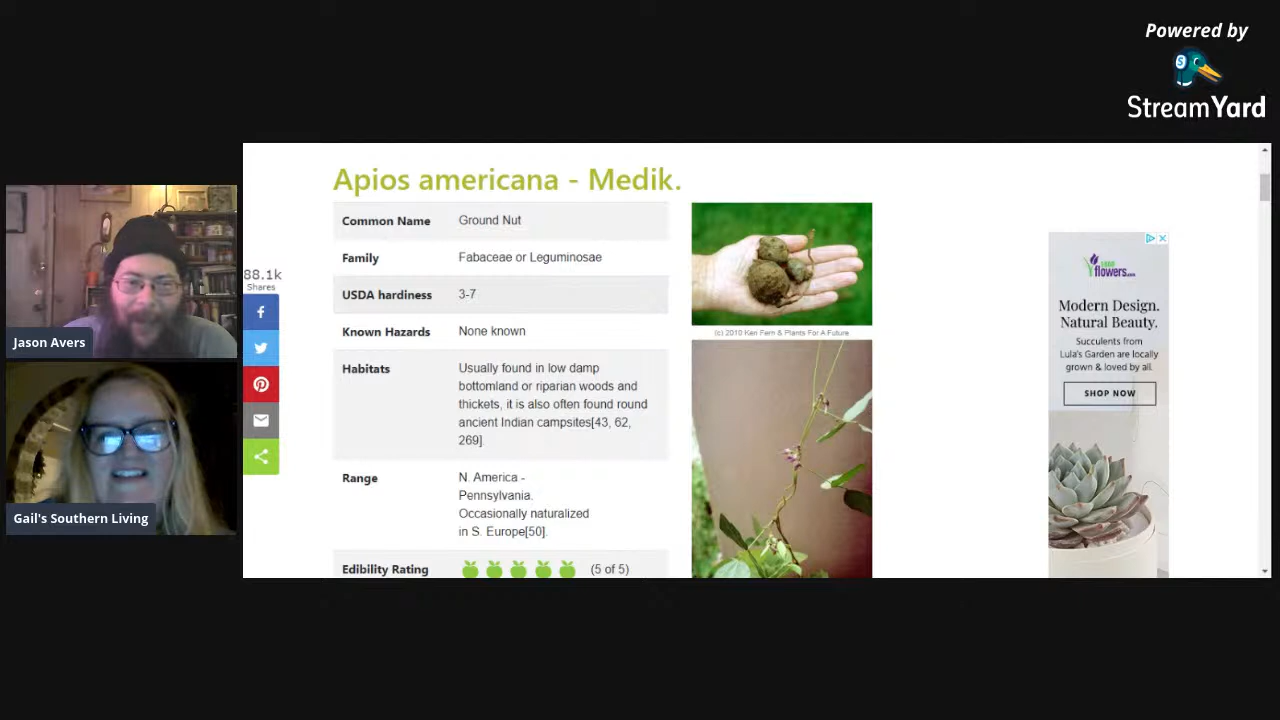 Powered by
StreamYard
Apios americana - Medik.
Common Name Ground Nut
Family Fabaceae or Leguminosae
USDA hardiness 3-7
Known Hazards None known
Habitats Usually found in low damp
bottomland or riparian woods and
thickets, it is also often found round
ancient Indian campsites[43, 62,
269].
Range N. America -
Pennsylvania.
Occasionally naturalized
in S. Europe[50].
Edibility Rating (5 of 5)
88.1k
Shares
(c) 2010 Ken Fern & Plants For A Future
flowers.com
Modern Design.
Natural Beauty.
Succulents from
Lula's Garden are locally
grown & loved by all.
SHOP NOW
Jason Avers
Gail's Southern Living